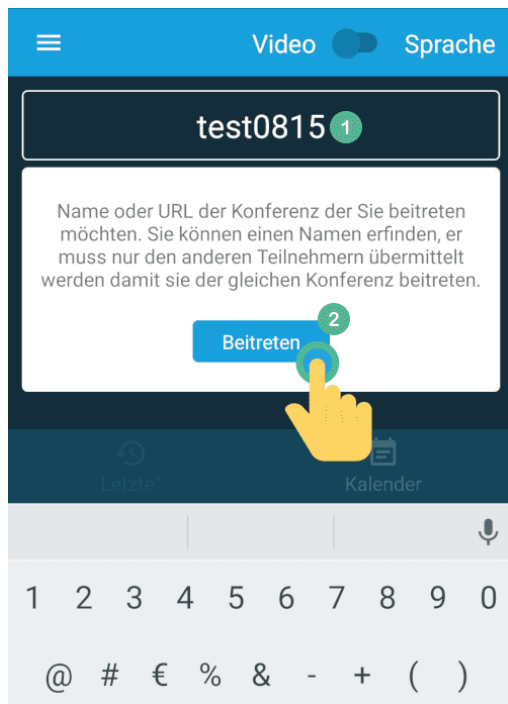 Video Sprache
test0815 1
Name oder URL der Konferenz der Sie beitreten
möchten. Sie können einen Namen erfinden, er
muss nur den anderen Teilnehmern übermittelt
werden damit sie der gleichen Konferenz beitreten.
2
Beitreten
Letzte"
Kalender
1 2 3 4 5 6 7 8 9 0
@ # € % & - + ( )